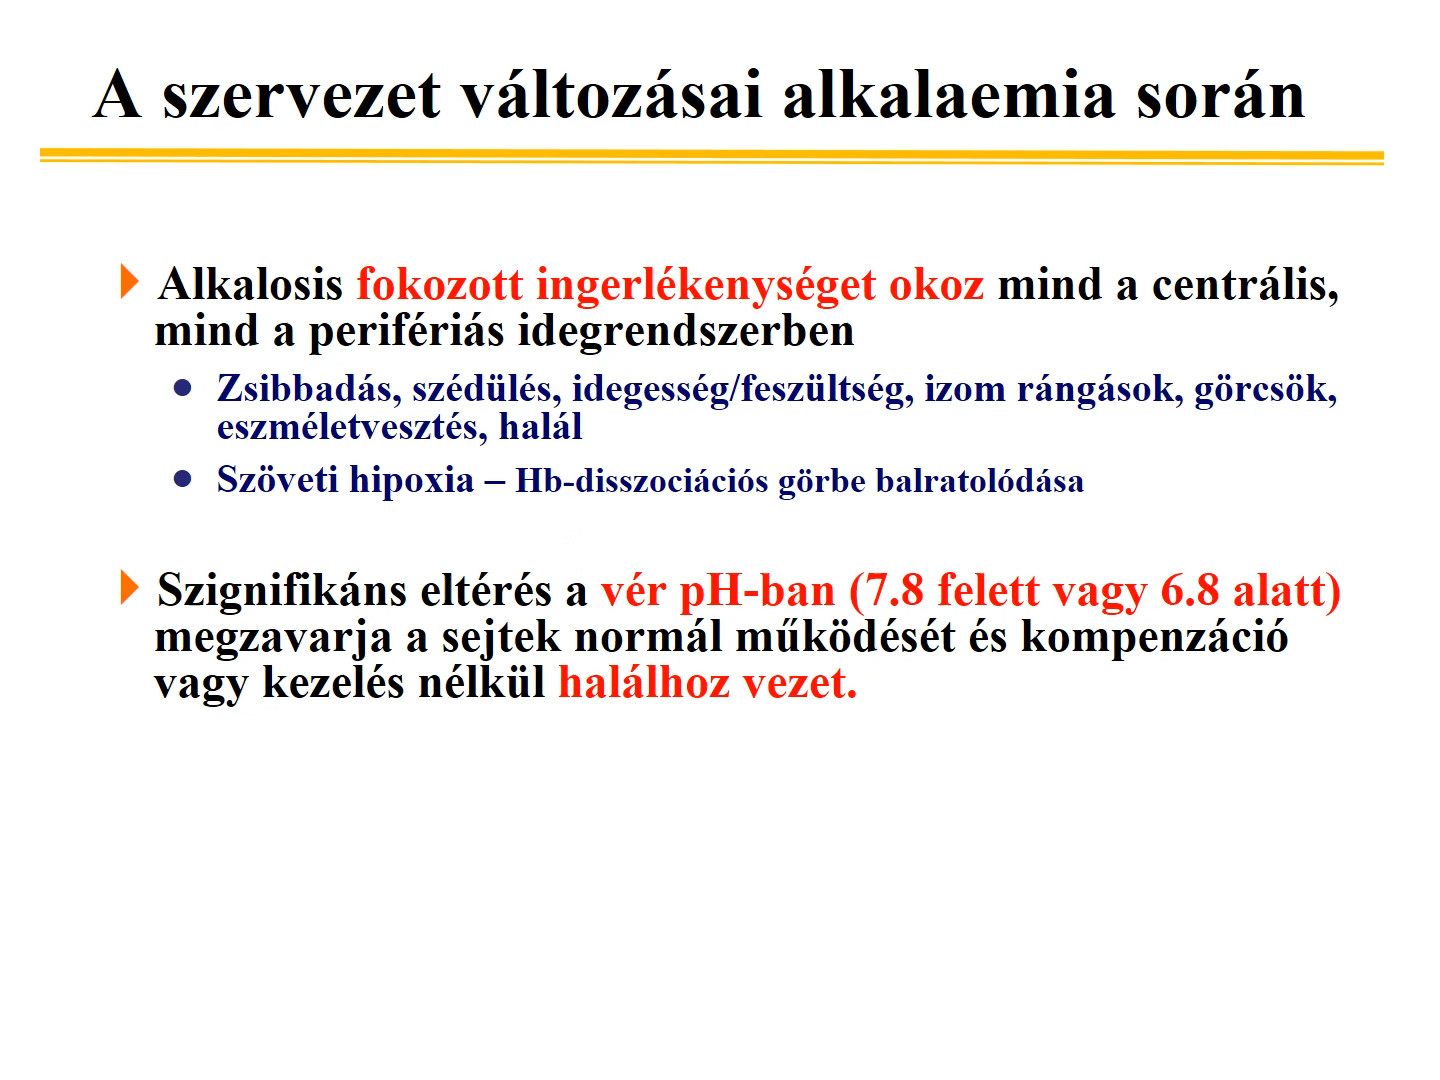 A szervezet változásai alkalaemia során
Alkalosis fokozott ingerlékenységet okoz mind a centrális,
mind a perifériás idegrendszerben
Zsibbadás, szédülés, idegesség/feszültség, izom rángások, görcsök,
eszméletvesztés, halál
Szöveti hipoxia – Hb-disszociációs görbe balratolódása
Szignifikáns eltérés a vér pH-ban (7.8 felett vagy 6.8 alatt)
megzavarja a sejtek normál működését és kompenzáció
vagy kezelés nélkül halálhoz vezet.